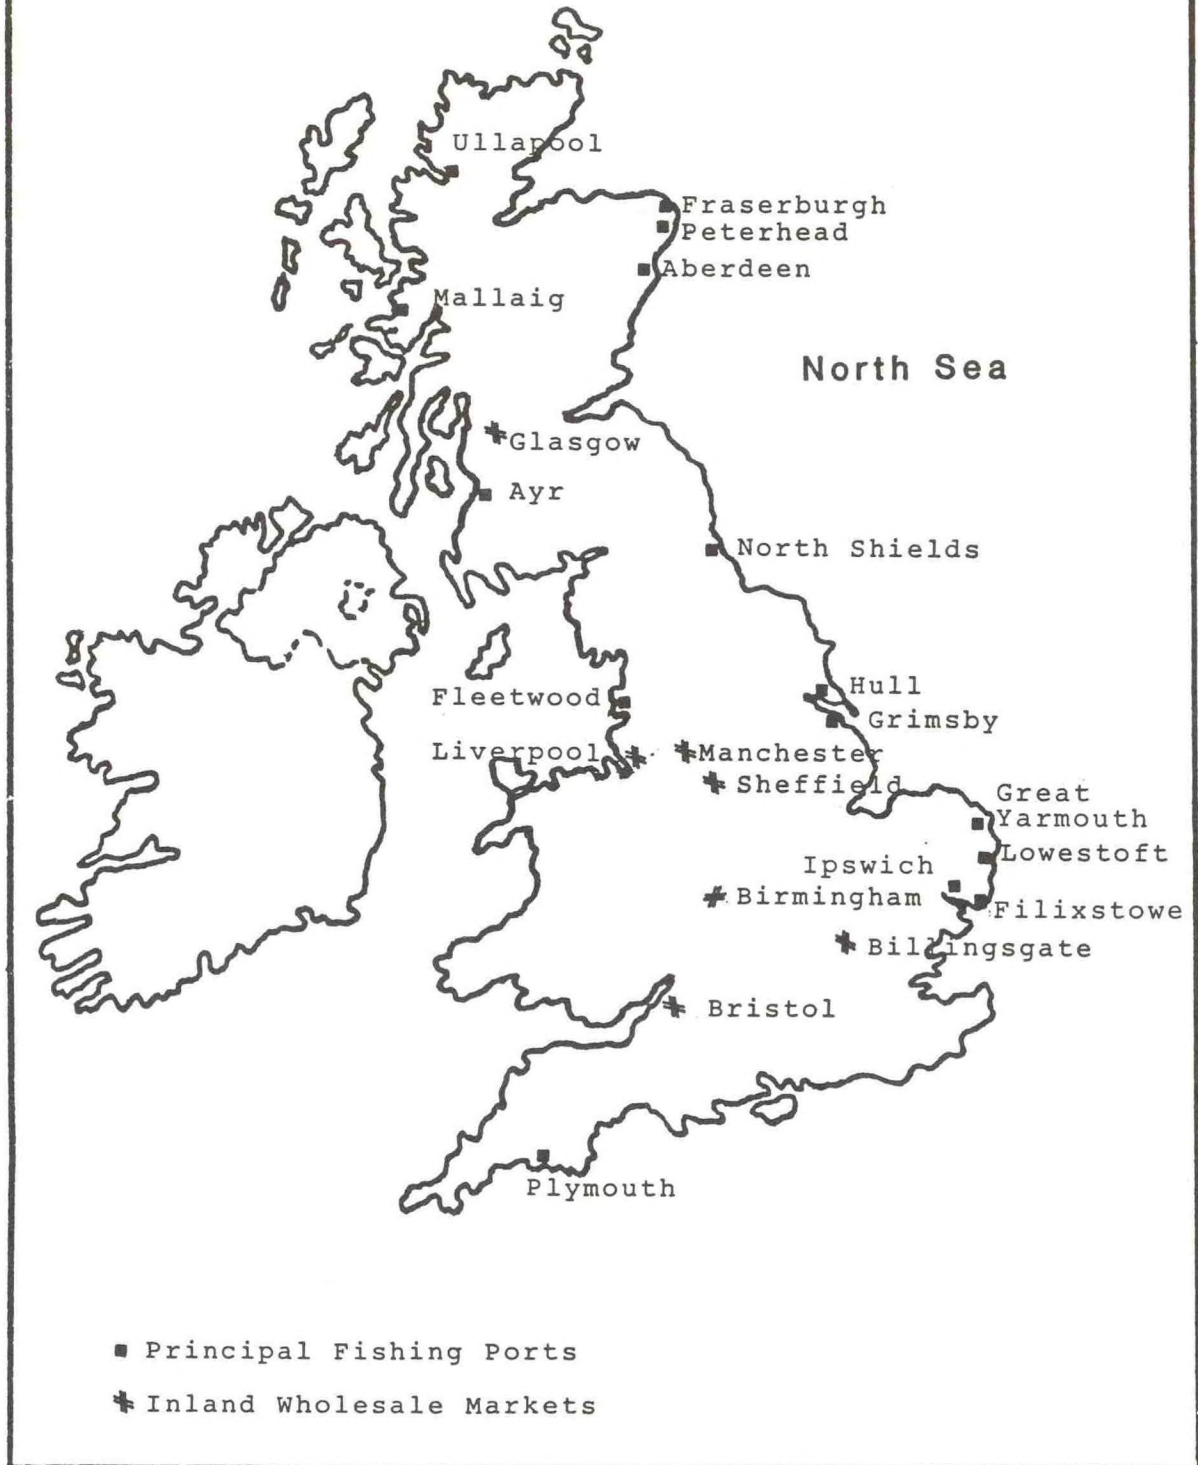 Ullapool
Fraserburgh
Peterhead
Aberdeen
Mallaig
North Sea
Glasgow
Ayr
North Shields
Hull
Fleetwood
Grimsby
Liverpool
Manchester
Sheffield
Great
Yarmouth
Lowestoft
Ipswich
Birmingham
Filixstowe
Billingsgate
Bristol
Plymouth
Principal Fishing Ports
Inland Wholesale Markets